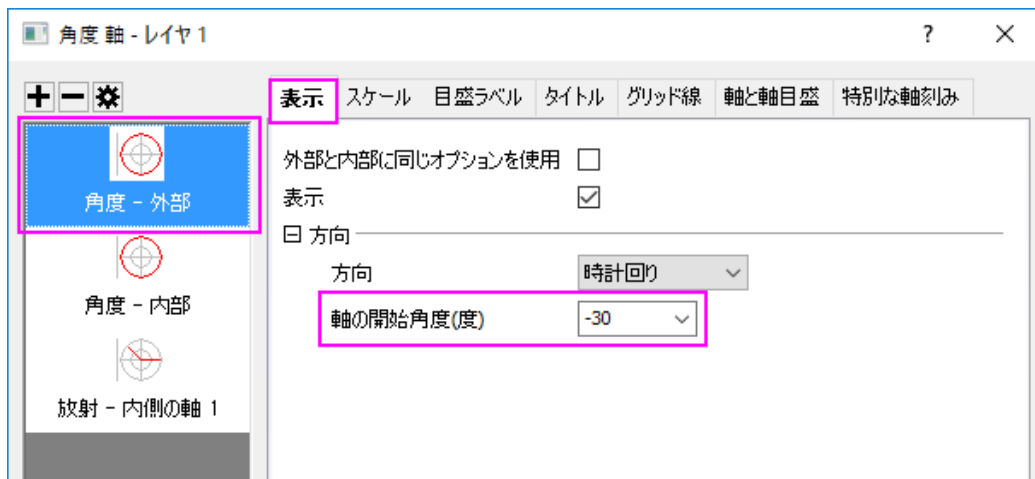 角度 軸 - レイヤ 1
?
表示 スケール 目盛ラベル タイトル グリッド線 軸と軸目盛 特別な軸刻み
角度 - 外部
角度 - 内部
放射 - 内側の軸 1
外部と内部に同じオプションを使用
表示
方向
方向 時計回り
軸の開始角度(度) -30